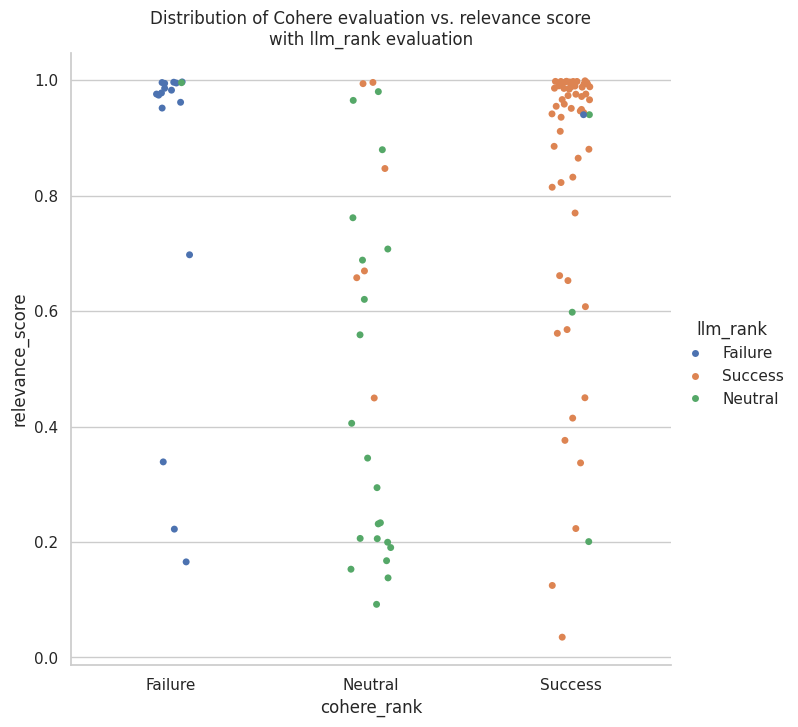 Distribution of Cohere evaluation vs. relevance score
with llm_rank evaluation
relevance_score
1.0
0.8
0.6
0.4
0.2
0.0
Failure
Neutral
Success
cohere_rank
llm_rank
Failure
Success
Neutral